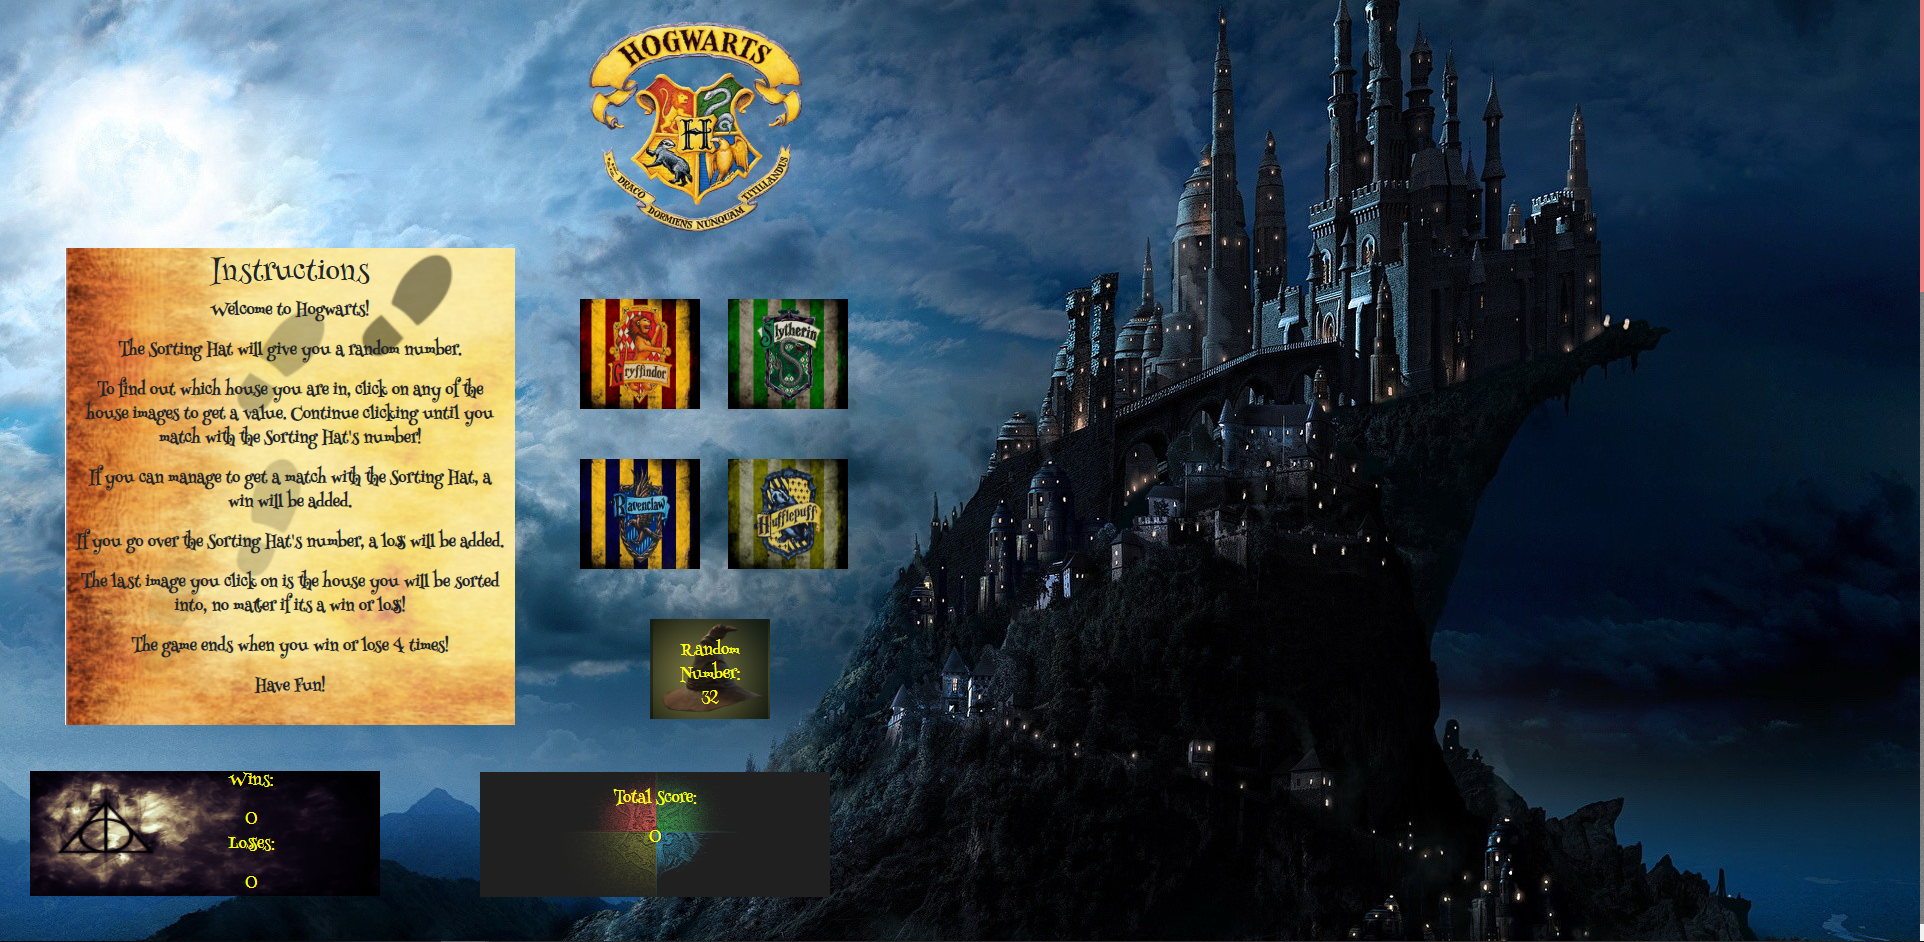 HOGWARTS
H
DRACO DORMIENS NUNQUAM TITILLANDUS
Instructions
Welcome to Hogwarts!
The Sorting Hat will give you a random number.
To find out which house you are in, click on any of the
house images to get a value. Continue clicking until you
match with the Sorting Hat's number!
If you can manage to get a match with the Sorting Hat, a
win will be added.
If you go over the Sorting Hat's number, a loss will be added.
The last image you click on is the house you will be sorted
into, no matter if its a win or loss!
The game ends when you win or lose 4 times!
Have Fun!
Gryffindor
Slytherin
Ravenclaw
Hufflepuff
Random
Number:
32
Wins:
0
Losses:
0
Total Score:
0